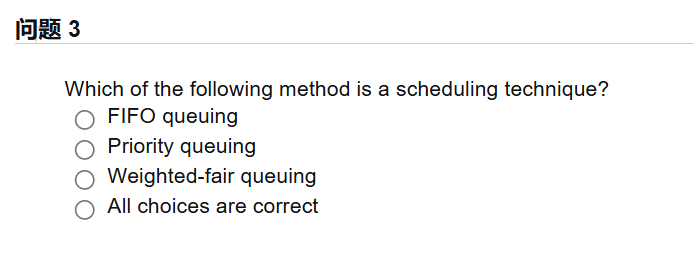 问题 3
Which of the following method is a scheduling technique?
FIFO queuing
Priority queuing
Weighted-fair queuing
All choices are correct